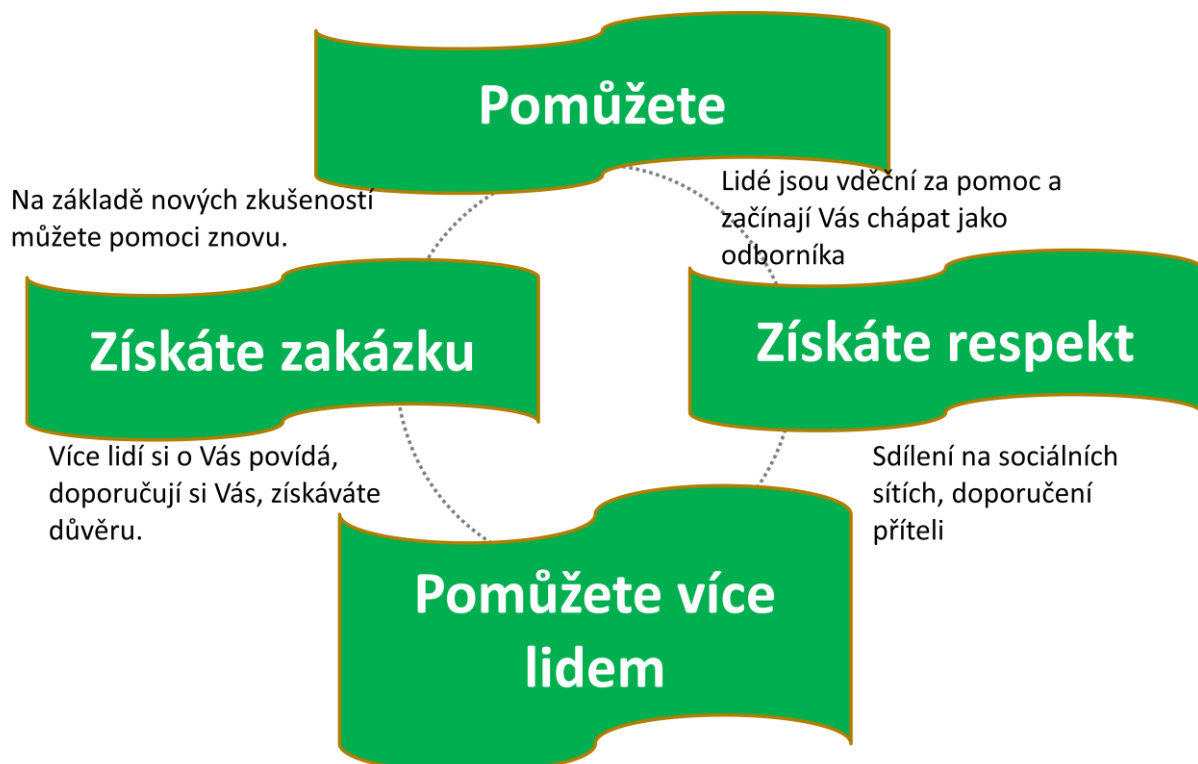 Pomůžete
Lidé jsou vděční za pomoc a
začínají Vás chápat jako
odborníka
Získáte respekt
Sdílení na sociálních
sítích, doporučení
příteli
Pomůžete více
lidem
Více lidí si o Vás povídá,
doporučují si Vás, získáváte
důvěru.
Získáte zakázku
Na základě nových zkušeností
můžete pomoci znovu.